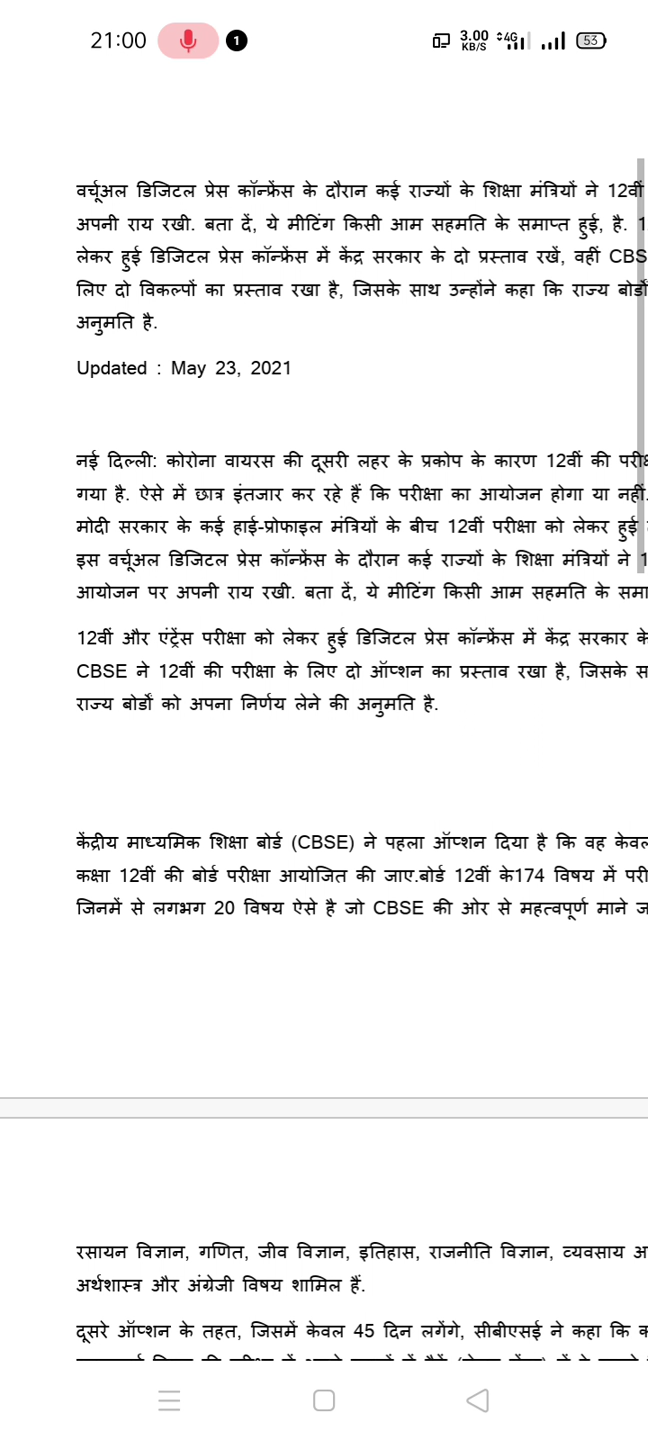 21:00
1
3.00 KB/S
4G
53
वर्चूअल डिजिटल प्रेस कॉन्फ्रेंस के दौरान कई राज्यों के शिक्षा मंत्रियों ने 12वीं
अपनी राय रखी. बता दें, ये मीटिंग किसी आम सहमति के समाप्त हुई, है. 1
लेकर हुई डिजिटल प्रेस कॉन्फ्रेंस में केंद्र सरकार के दो प्रस्ताव रखें, वहीं CBS
लिए दो विकल्पों का प्रस्ताव रखा है, जिसके साथ उन्होंने कहा कि राज्य बोर्डों
अनुमति है.
Updated : May 23, 2021
नई दिल्ली: कोरोना वायरस की दूसरी लहर के प्रकोप के कारण 12वीं की
गया है. ऐसे में छात्र इंतजार कर रहे हैं कि परीक्षा का आयोजन होगा या नहीं.
मोदी सरकार के कई हाई-प्रोफाइल मंत्रियों के बीच 12वीं परीक्षा को लेकर हुई
इस वर्चूअल डिजिटल प्रेस कॉन्फ्रेंस के दौरान कई राज्यों के शिक्षा मंत्रियों ने 1
आयोजन पर अपनी राय रखी. बता दें, ये मीटिंग किसी आम सहमति के समा
12वीं और एंट्रेंस परीक्षा को लेकर हुई डिजिटल प्रेस कॉन्फ्रेंस में केंद्र सरकार के
CBSE ने 12वीं की परीक्षा के लिए दो ऑप्शन का प्रस्ताव रखा है, जिसके स
राज्य बोर्डों को अपना निर्णय लेने की अनुमति है.
केंद्रीय माध्यमिक शिक्षा बोर्ड (CBSE) ने पहला ऑप्शन दिया है कि वह केवल
कक्षा 12वीं की बोर्ड परीक्षा आयोजित की जाए.बोर्ड 12वीं के174 विषय में परी
जिनमें से लगभग 20 विषय ऐसे है जो CBSE की ओर से महत्वपूर्ण माने ज
रसायन विज्ञान, गणित, जीव विज्ञान, इतिहास, राजनीति विज्ञान, व्यवसाय अ
अर्थशास्त्र और अंग्रेजी विषय शामिल हैं.
दूसरे ऑप्शन के तहत, जिसमें केवल 45 दिन लगेंगे, सीबीएसई ने कहा कि क